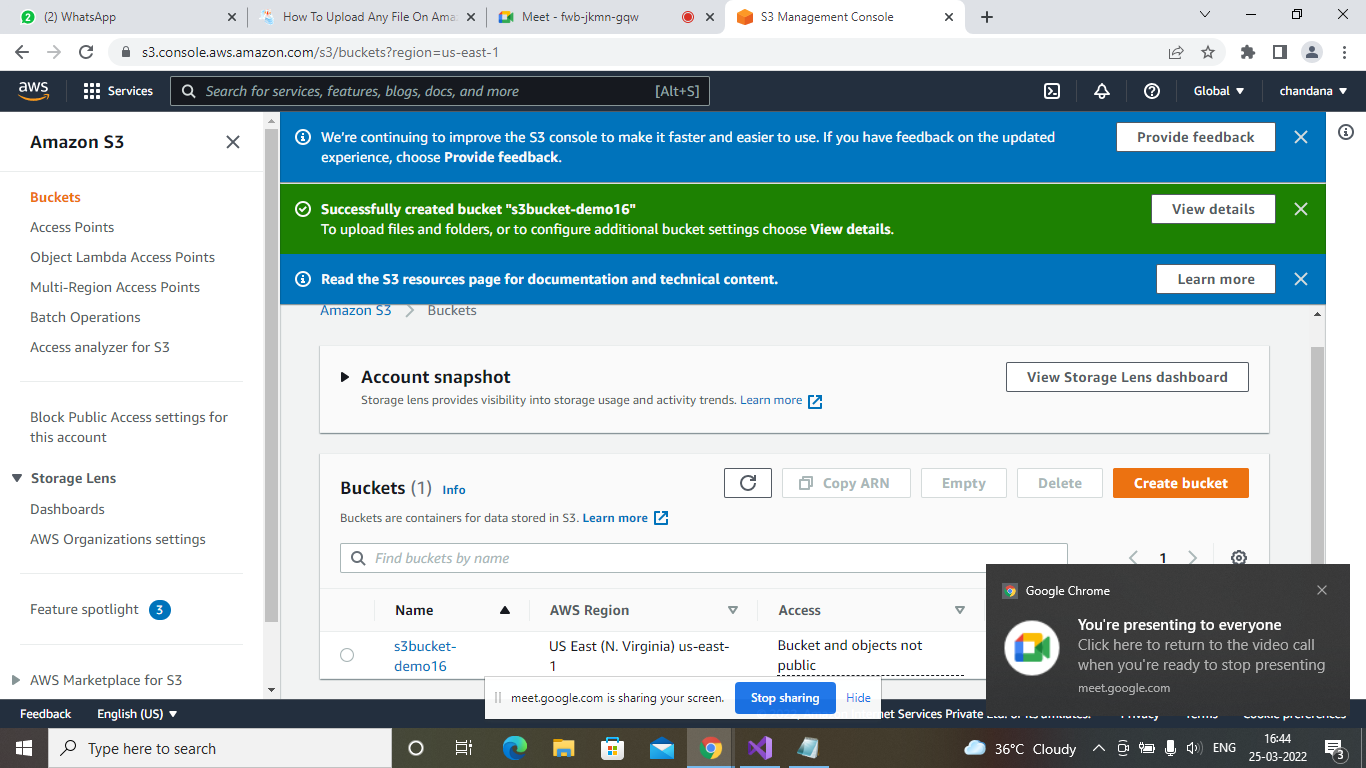 (2) WhatsApp
How To Upload Any File On Ama
Meet - fwb-jkmn-gqw
S3 Management Console
s3.console.aws.amazon.com/s3/buckets?region=us-east-1
aws
Services
Search for services, features, blogs, docs, and more
[Alt+S]
Global
chandana
Amazon S3
Buckets
Access Points
Object Lambda Access Points
Multi-Region Access Points
Batch Operations
Access analyzer for S3
Block Public Access settings for
this account
Storage Lens
Dashboards
AWS Organizations settings
Feature spotlight 3
AWS Marketplace for S3
We're continuing to improve the S3 console to make it faster and easier to use. If you have feedback on the updated
experience, choose Provide feedback.
Provide feedback
Successfully created bucket "s3bucket-demo16"
To upload files and folders, or to configure additional bucket settings choose View details.
View details
Read the S3 resources page for documentation and technical content.
Learn more
Amazon S3 Buckets
Account snapshot
Storage lens provides visibility into storage usage and activity trends. Learn more
View Storage Lens dashboard
Buckets (1) Info
Buckets are containers for data stored in S3. Learn more
Copy ARN
Empty
Delete
Create bucket
Find buckets by name
1
Name
AWS Region
Access
s3bucket-
demo16
US East (N. Virginia) us-east-
1
Bucket and objects not
public
Google Chrome
You're presenting to everyone
Click here to return to the video call
when you're ready to stop presenting
meet.google.com
meet.google.com is sharing your screen.
Stop sharing
Hide
Feedback
English (US)
Type here to search
36°C Cloudy
ENG
16:44
25-03-2022
3